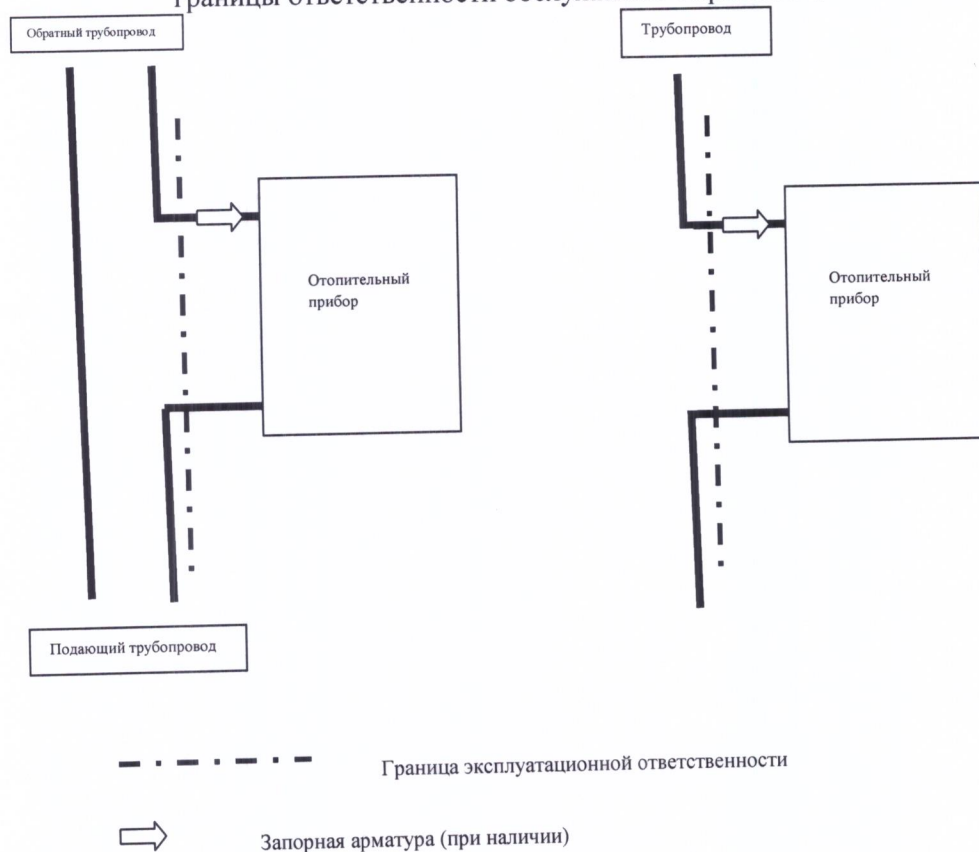 Обратный трубопровод
Трубопровод
Отопительный
прибор
Отопительный
прибор
Подающий трубопровод
Граница эксплуатационной ответственности
Запорная арматура (при наличии)